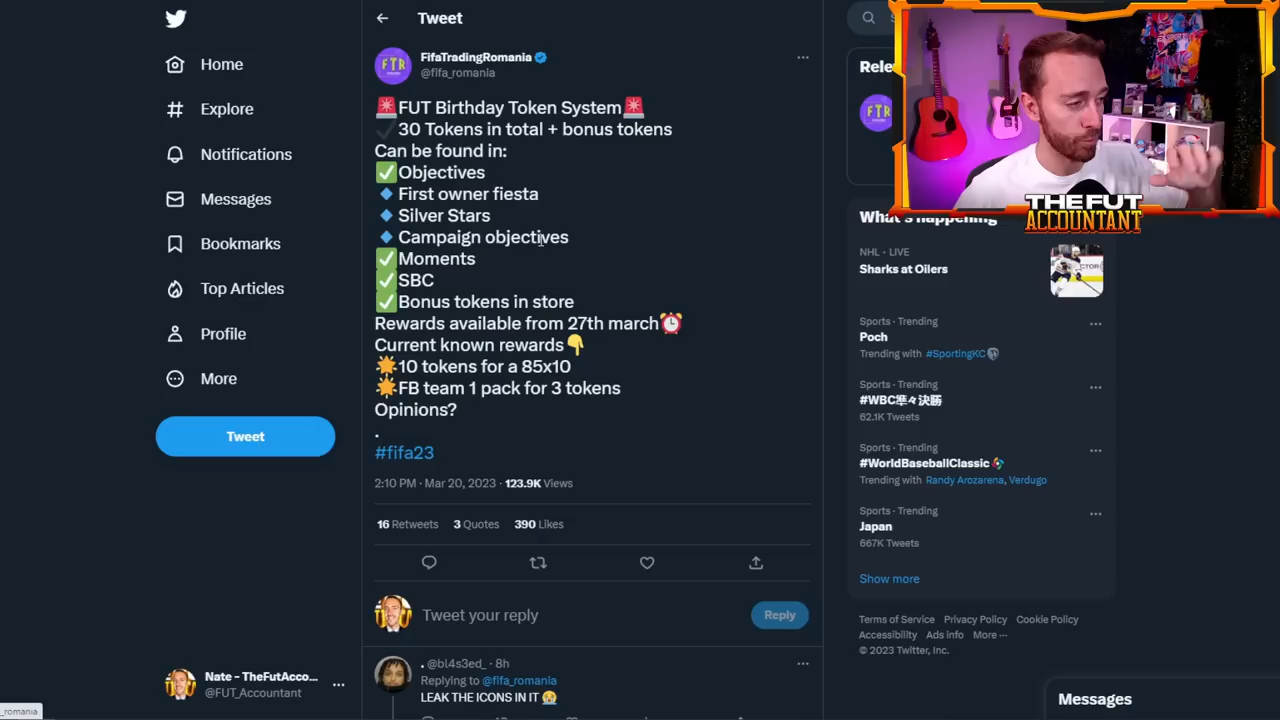 Home
Explore
Notifications
Messages
Bookmarks
Top Articles
Profile
More
Tweet
Nate - TheFutAcco...
@FUT_Accountant
_romania
Tweet
FifaTradingRomania
@fifa_romania
🚨FUT Birthday Token System🚨
✔️30 Tokens in total + bonus tokens
Can be found in:
✅Objectives
🔹First owner fiesta
🔹Silver Stars
🔹Campaign objectives
✅Moments
✅SBC
✅Bonus tokens in store
Rewards available from 27th march⏰
Current known rewards👇
🌟10 tokens for a 85x10
🌟FB team 1 pack for 3 tokens
Opinions?
.
#fifa23
2:10 PM · Mar 20, 2023 · 123.9K Views
16 Retweets 3 Quotes 390 Likes
Tweet your reply
Reply
. @bl4s3ed_ · 8h
Replying to @fifa_romania
LEAK THE ICONS IN IT 😭
FTR
THE FUT
ACCOUNTANT
What's happening
NHL · LIVE
Sharks at Oilers
Sports · Trending
Poch
Trending with #SportingKC
Sports · Trending
#WBC準々決勝
62.1K Tweets
Sports · Trending
#WorldBaseballClassic
Trending with Randy Arozarena, Verdugo
Sports · Trending
Japan
667K Tweets
Show more
Terms of Service Privacy Policy Cookie Policy
Accessibility Ads info More ···
© 2023 Twitter, Inc.
Messages